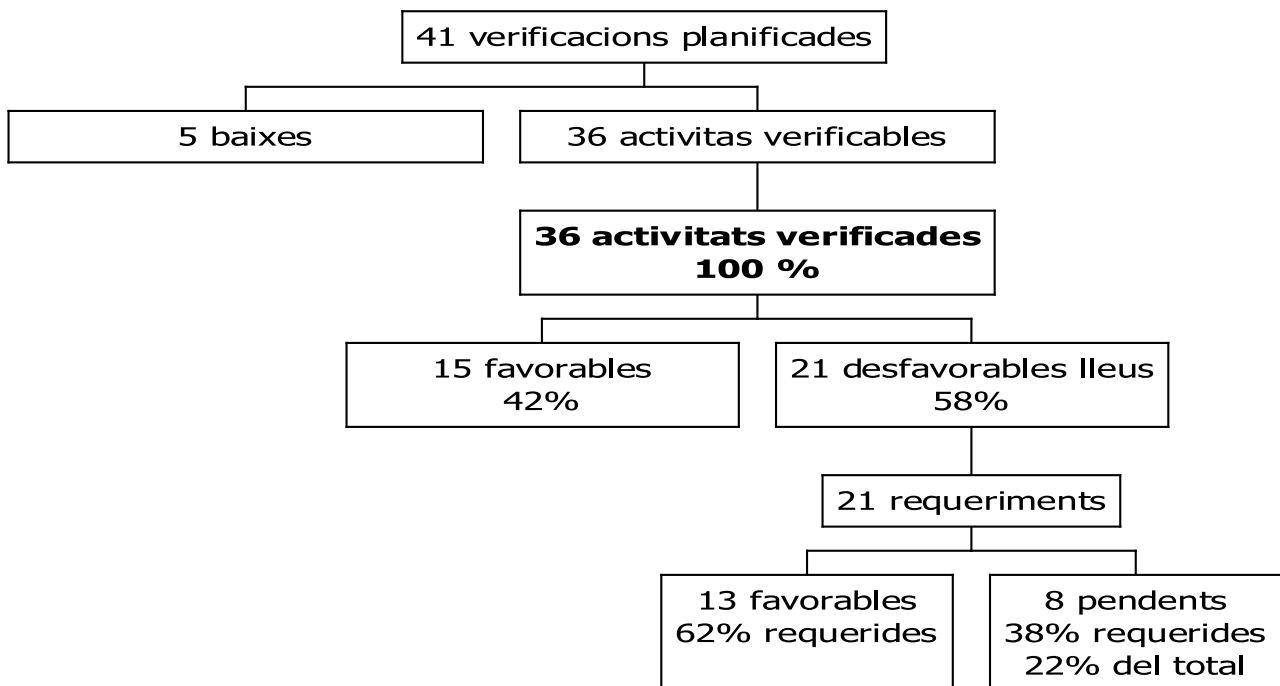 41 verificacions planificades
5 baixes
36 activitas verificables
36 activitats verificades
100 %
15 favorables
42%
21 desfavorables lleus
58%
21 requeriments
13 favorables
62% requerides
8 pendents
38% requerides
22% del total